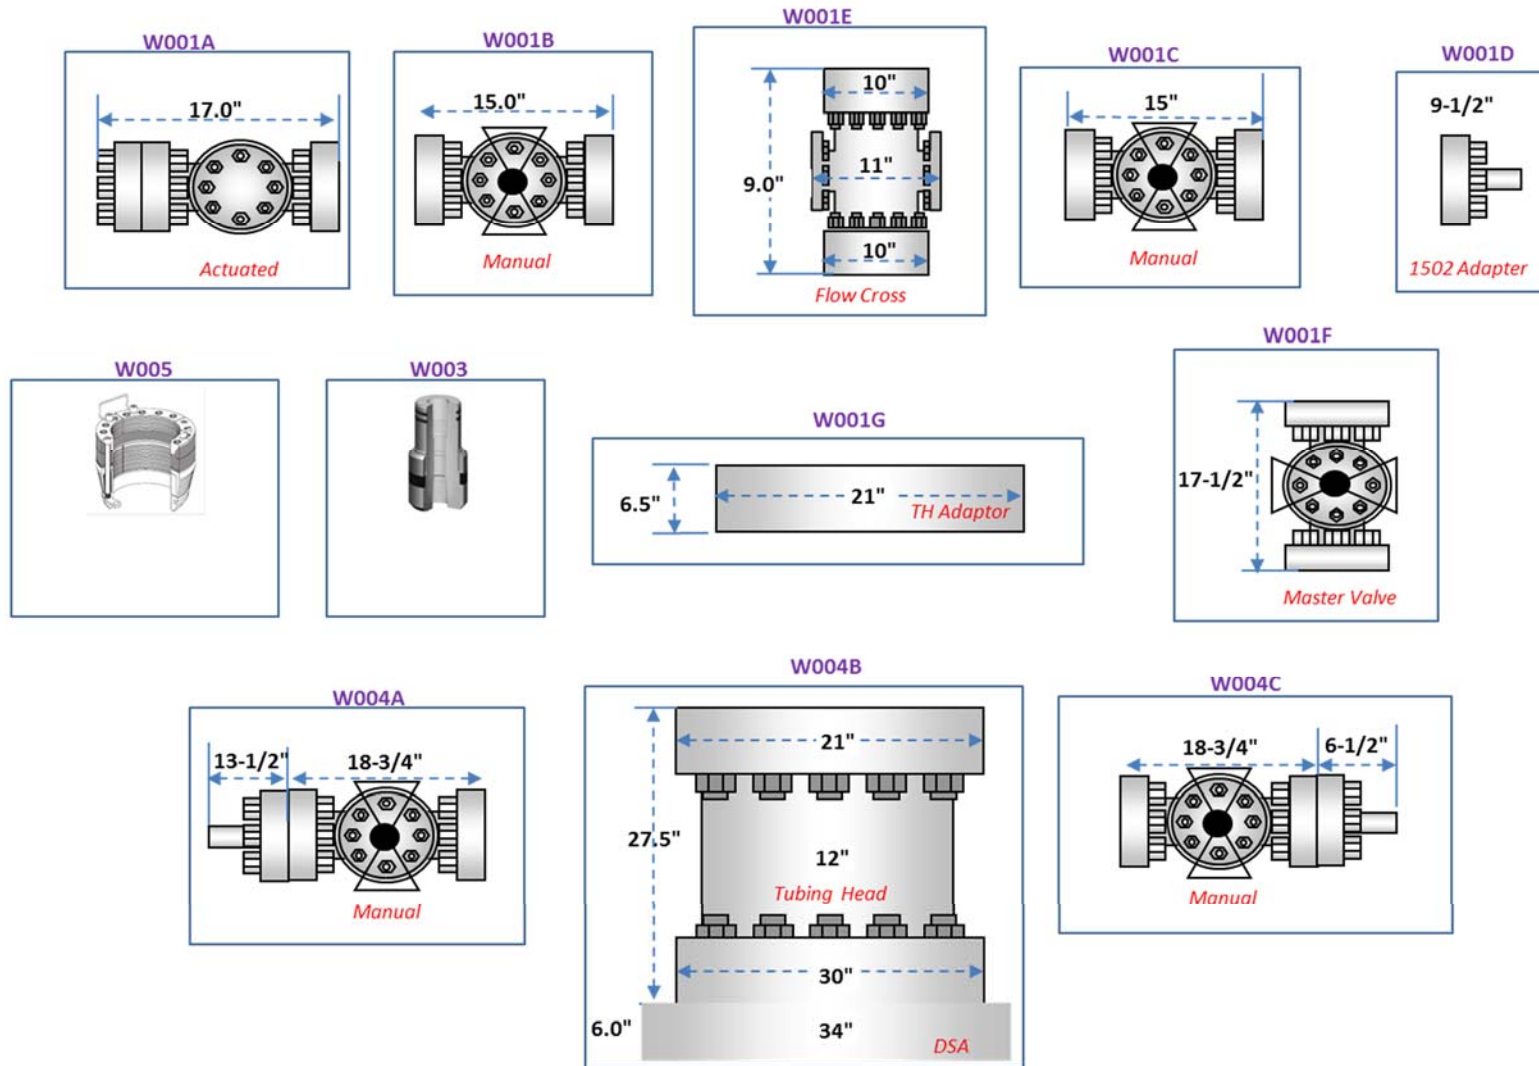 W001A
17.0"
Actuated
W001B
15.0"
Manual
W001E
10"
9.0"
11"
10"
Flow Cross
W001C
15"
Manual
W001D
9-1/2"
1502 Adapter
W005
W003
W001G
6.5"
21"
TH Adaptor
W001F
17-1/2"
Master Valve
W004A
13-1/2"
18-3/4"
Manual
W004B
21"
27.5"
12"
Tubing Head
30"
6.0"
34"
DSA
W004C
18-3/4"
6-1/2"
Manual